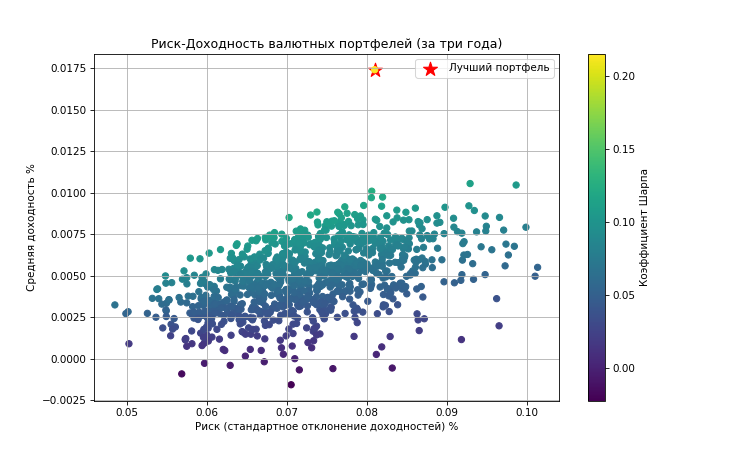 Риск-Доходность валютных портфелей (за три года)
Лучший портфель
0.0175
0.0150
0.0125
0.0100
0.0075
0.0050
0.0025
0.0000
−0.0025
Средняя доходность %
0.05 0.06 0.07 0.08 0.09 0.10
Риск (стандартное отклонение доходностей) %
0.20
0.15
0.10
0.05
0.00
Коэффициент Шарпа